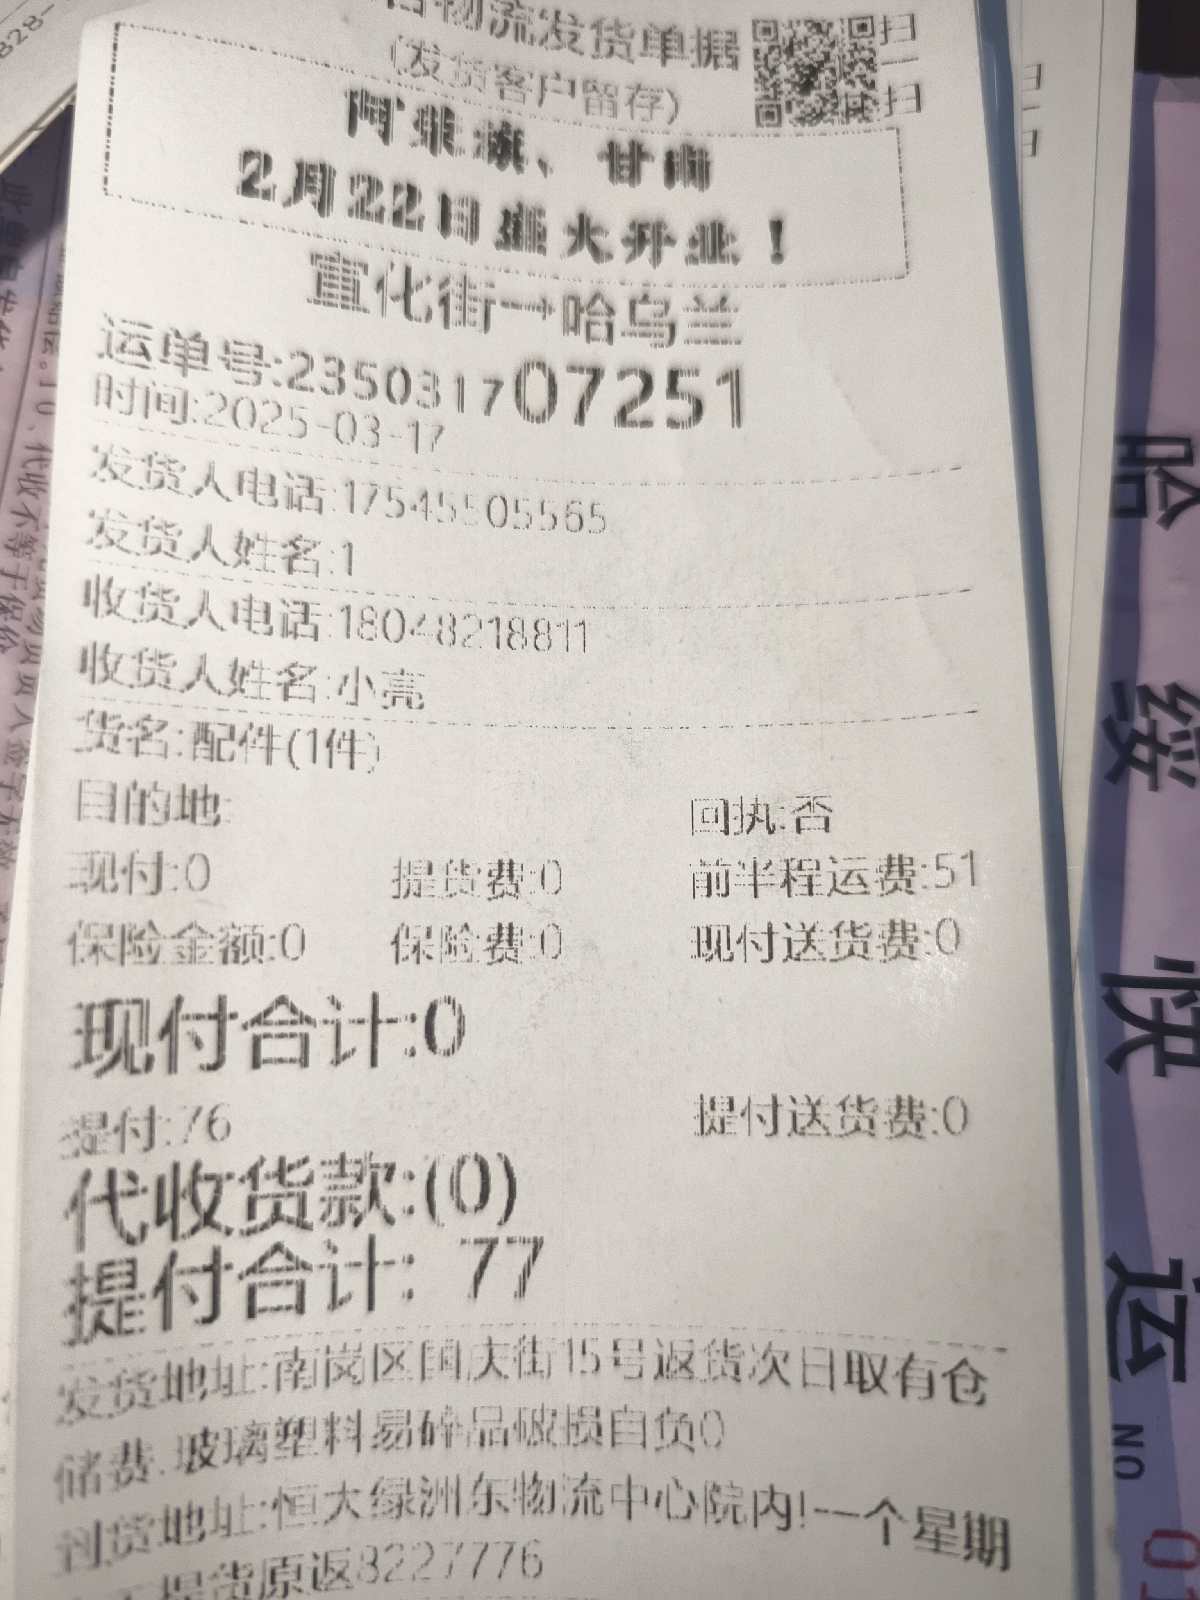 物流发货单据
扫一扫
(发货客户留存)
2月22日盛大开业！
宣化街→哈乌兰
运单号:235031707251
时间:2025-03-17
发货人电话:17545505565
发货人姓名:1
收货人电话:18048218811
收货人姓名:小亮
货名:配件(1件)
目的地:
回执:否
现付:0 提货费:0 前半程运费:51
保险金额:0 保险费:0 现付送货费:0
现付合计:0
提付:76 提付送货费:0
代收货款:(0)
提付合计: 77
发货地址:南岗区国庆街15号返货次日取有仓
储费.玻璃塑料易碎品破损自负0
到货地址:恒大绿洲东物流中心院内!一个星期
提货原返8227776
哈绥快运
NO
828-